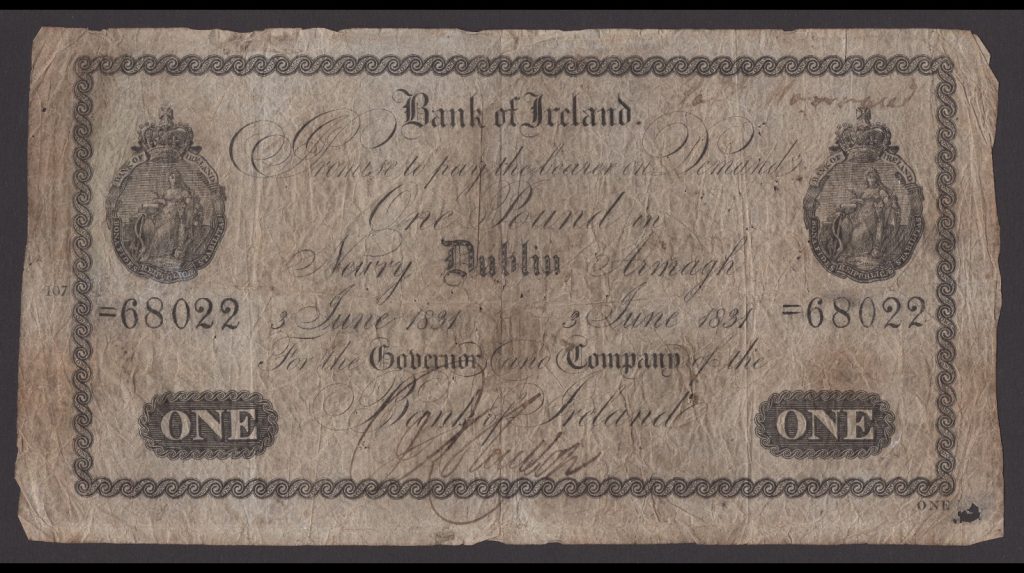 Bank of Ireland.
Promise to pay the bearer on Demand
One Pound in
Newry Dublin Armagh
107
=68022 3 June 1831 3 June 1831 =68022
For the Governor and Company of the
Bank of Ireland
ONE ONE
ONE